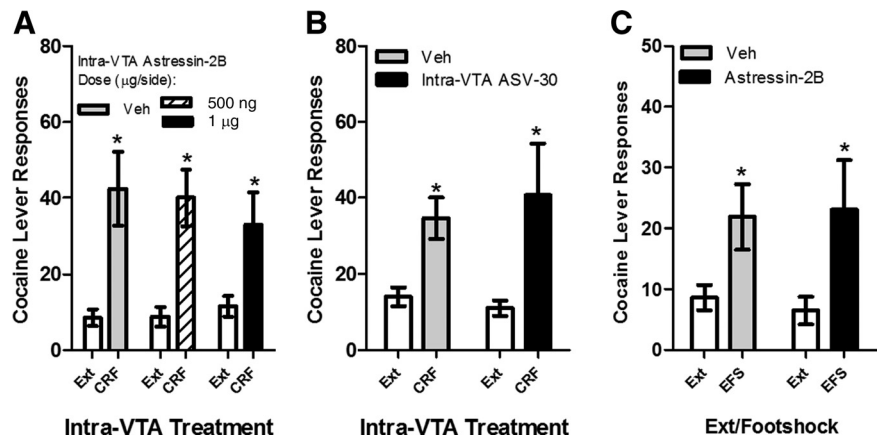 A
Intra-VTA Astressin-2B
Dose (μg/side):
Veh
500 ng
1 μg
Cocaine Lever Responses
80
60
40
20
0
*
*
*
Ext
CRF
Ext
CRF
Ext
CRF
Intra-VTA Treatment
B
Veh
Intra-VTA ASV-30
Cocaine Lever Responses
80
60
40
20
0
*
*
Ext
CRF
Ext
CRF
Intra-VTA Treatment
C
Veh
Astressin-2B
Cocaine Lever Responses
50
40
30
20
10
0
*
*
Ext
EFS
Ext
EFS
Ext/Footshock